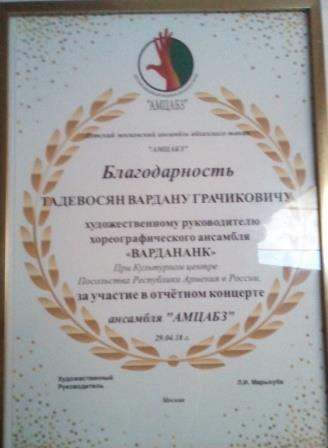 "АМЦАБЗ"
Детский московский ансамбль абхазского танца
"АМЦАБЗ"
Благодарность
ТАДЕВОСЯН ВАРДАНУ ГРАЧИКОВИЧУ
художественному руководителю
хореографического ансамбля
«ВАРДАНАНК»
При Культурном центре
Посольства Республики Армения в России,
за участие в отчётном концерте
ансамбля "АМЦАБЗ"
29.04.18 г.
Художественный
Руководитель
Л.И. Марыхуба
Москва